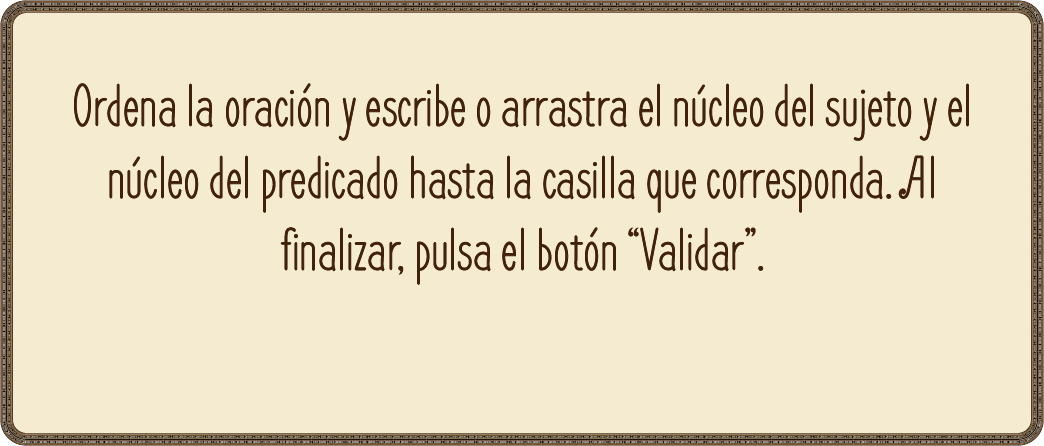 Ordena la oración y escribe o arrastra el núcleo del sujeto y el
núcleo del predicado hasta la casilla que corresponda. Al
finalizar, pulsa el botón “Validar”.